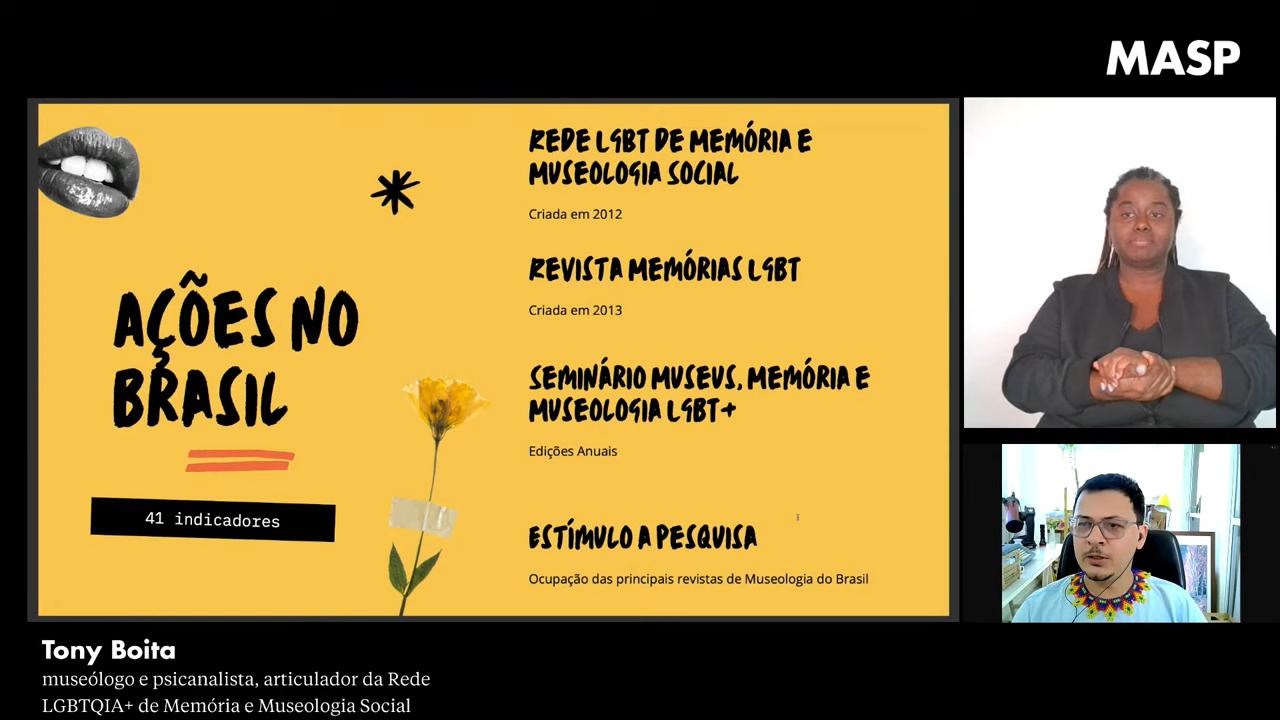 MASP
AÇÕES NO
BRASIL
41 indicadores
REDE LGBT DE MEMÓRIA E
MUSEOLOGIA SOCIAL
Criada em 2012
REVISTA MEMÓRIAS LGBT
Criada em 2013
SEMINÁRIO MUSEUS, MEMÓRIA E
MUSEOLOGIA LGBT+
Edições Anuais
ESTÍMULO A PESQUISA
Ocupação das principais revistas de Museologia do Brasil
Tony Boita
museólogo e psicanalista, articulador da Rede
LGBTQIA+ de Memória e Museologia Social